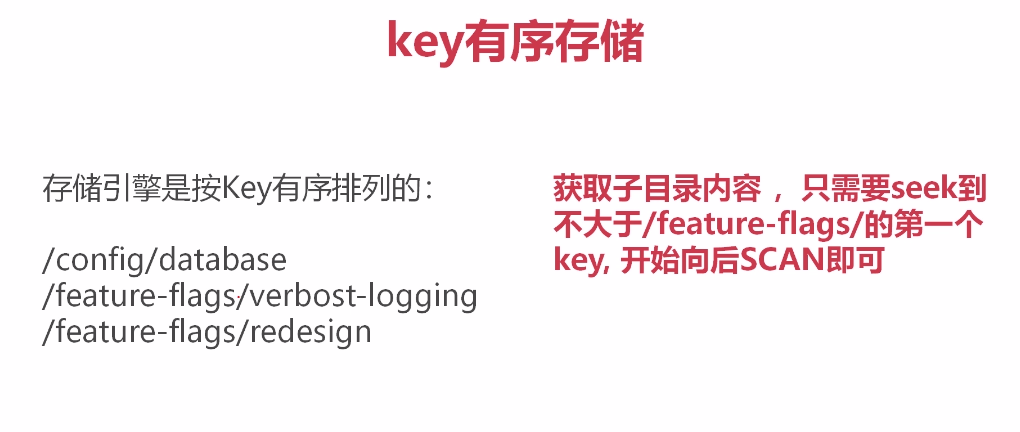 key有序存储
存储引擎是按Key有序排列的：
/config/database
/feature-flags/verbost-logging
/feature-flags/redesign
获取子目录内容 ，只需要seek到
不大于/feature-flags/的第一个
key, 开始向后SCAN即可